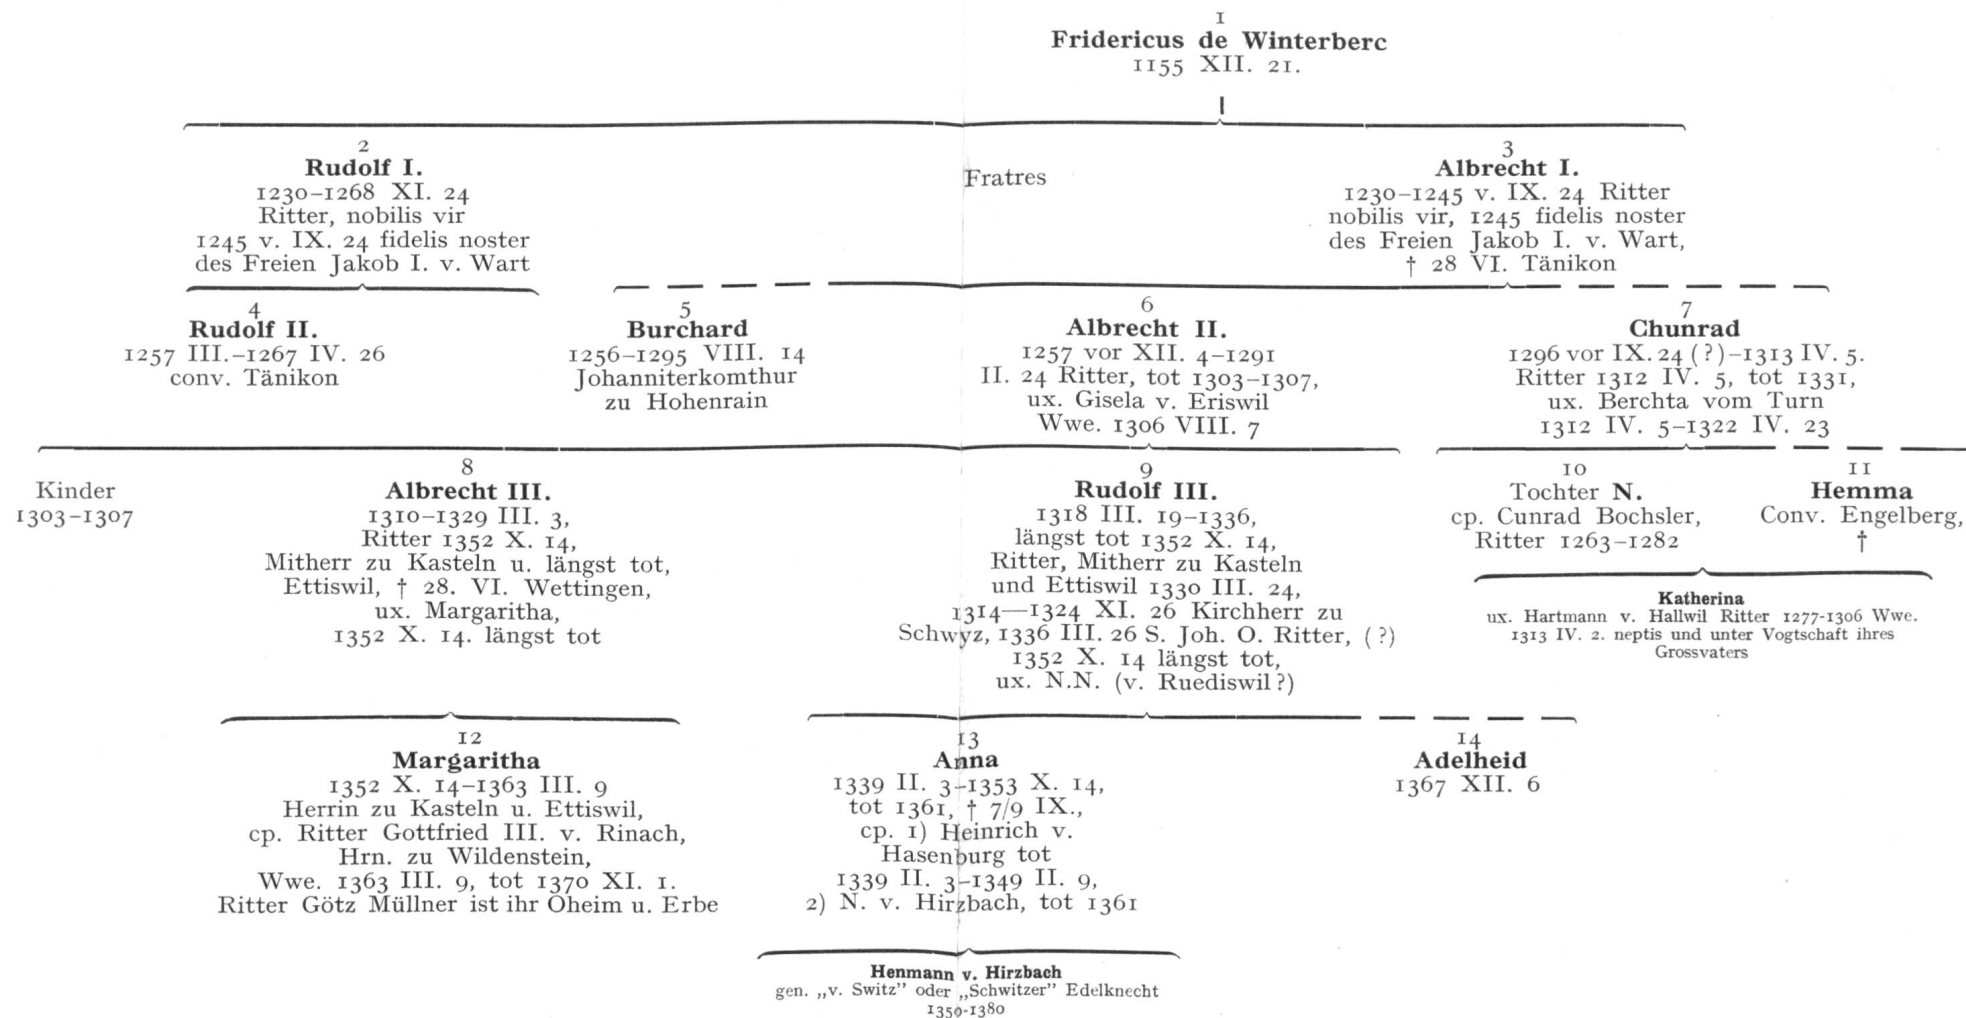 1
Fridericus de Winterberc
1155 XII. 21.
2
Rudolf I.
1230–1268 XI. 24
Ritter, nobilis vir
1245 v. IX. 24 fidelis noster
des Freien Jakob I. v. Wart
Fratres
3
Albrecht I.
1230–1245 v. IX. 24 Ritter
nobilis vir, 1245 fidelis noster
des Freien Jakob I. v. Wart,
† 28 VI. Tänikon
4
Rudolf II.
1257 III.–1267 IV. 26
conv. Tänikon
5
Burchard
1256–1295 VIII. 14
Johanniterkomthur
zu Hohenrain
6
Albrecht II.
1257 vor XII. 4–1291
II. 24 Ritter, tot 1303–1307,
ux. Gisela v. Eriswil
Wwe. 1306 VIII. 7
7
Chunrad
1296 vor IX. 24 (?)–1313 IV. 5.
Ritter 1312 IV. 5, tot 1331,
ux. Berchta vom Turn
1312 IV. 5–1322 IV. 23
Kinder
1303–1307
8
Albrecht III.
1310–1329 III. 3,
Ritter 1352 X. 14,
Mitherr zu Kasteln u. längst tot,
Ettiswil, † 28. VI. Wettingen,
ux. Margaritha,
1352 X. 14. längst tot
9
Rudolf III.
1318 III. 19–1336,
längst tot 1352 X. 14,
Ritter, Mitherr zu Kasteln
und Ettiswil 1330 III. 24,
1314—1324 XI. 26 Kirchherr zu
Schwyz, 1336 III. 26 S. Joh. O. Ritter, (?)
1352 X. 14 längst tot,
ux. N.N. (v. Ruediswil?)
10
Tochter N.
cp. Cunrad Bochsler,
Ritter 1263–1282
11
Hemma
Conv. Engelberg,
†
Katherina
ux. Hartmann v. Hallwil Ritter 1277-1306 Wwe.
1313 IV. 2. neptis und unter Vogtschaft ihres
Grossvaters
12
Margaritha
1352 X. 14–1363 III. 9
Herrin zu Kasteln u. Ettiswil,
cp. Ritter Gottfried III. v. Rinach,
Hrn. zu Wildenstein,
Wwe. 1363 III. 9, tot 1370 XI. 1.
Ritter Götz Müllner ist ihr Oheim u. Erbe
13
Anna
1339 II. 3–1353 X. 14,
tot 1361, † 7/9 IX.,
cp. 1) Heinrich v.
Hasenburg tot
1339 II. 3–1349 II. 9,
2) N. v. Hirzbach, tot 1361
14
Adelheid
1367 XII. 6
Henmann v. Hirzbach
gen. „v. Switz” oder „Schwitzer” Edelknecht
1350-1380